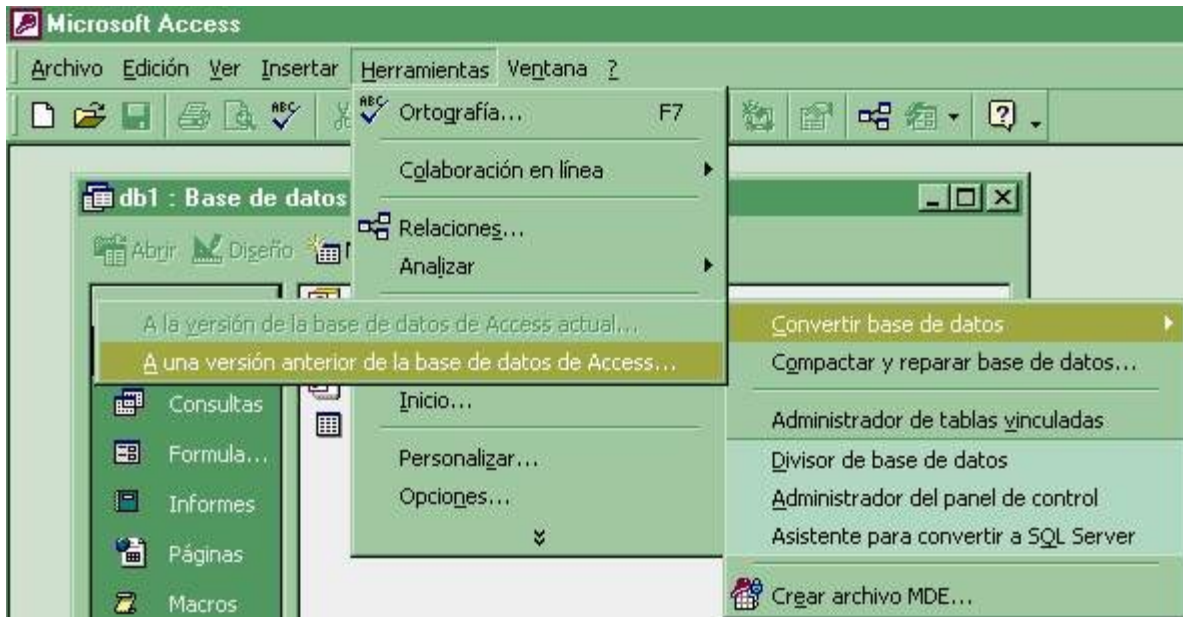 Microsoft Access
Archivo Edición Ver Insertar Herramientas Ventana ?
ABC
ABC Ortografía... F7
Colaboración en línea
db1 : Base de datos
Relaciones...
Abrir Diseño
Analizar
A la versión de la base de datos de Access actual...
Convertir base de datos
A una versión anterior de la base de datos de Access...
Compactar y reparar base de datos...
Consultas
Inicio...
Administrador de tablas vinculadas
Formula...
Personalizar...
Divisor de base de datos
Informes
Opciones...
Administrador del panel de control
Asistente para convertir a SQL Server
Páginas
Macros
Crear archivo MDE...